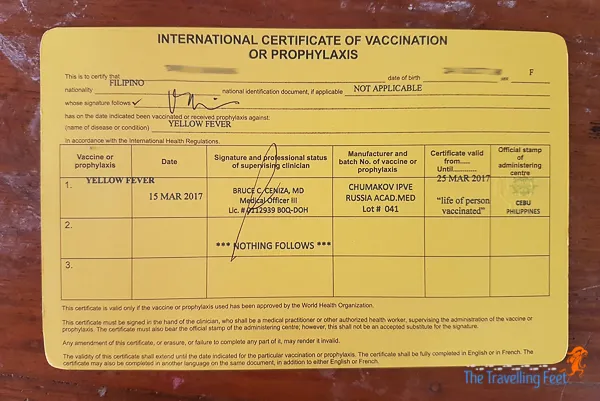 INTERNATIONAL CERTIFICATE OF VACCINATION
OR PROPHYLAXIS
This is to certify that date of birth sex F
nationality FILIPINO national identification document, if applicable NOT APPLICABLE
whose signature follows
has on the date indicated been vaccinated or received prophylaxis against:
(name of disease or condition) YELLOW FEVER
In accordance with the International Health Regulations.
Vaccine or prophylaxis
Date
Signature and professional status of supervising clinician
Manufacturer and batch No. of vaccine or prophylaxis
Certificate valid from..... Until............
Official stamp of administering centre
1.
YELLOW FEVER
15 MAR 2017
BRUCE C. CENIZA, MD
Medical Officer III
Lic. # 0112939 BOQ-DOH
CHUMAKOV IPVE
RUSSIA ACAD.MED
Lot # 041
25 MAR 2017
"life of person
vaccinated"
CEBU
PHILIPPINES
2.
*** NOTHING FOLLOWS ***
3.
This certificate is valid only if the vaccine or prophylaxis used has been approved by the World Health Organization.
This certificate must be signed in the hand of the clinician, who shall be a medical practitioner or other authorized health worker, supervising the administration of the vaccine or
prophylaxis. The certificate must also bear the official stamp of the administering centre; however, this shall not be an accepted substitute for the signature.
Any amendment of this certificate, or erasure, or failure to complete any part of it, may render it invalid.
The validity of this certificate shall extend until the date indicated for the particular vaccination or prophylaxis. The certificate shall be fully completed in English or in French. The
certificate may also be completed in another language on the same document, in addition to either English or French.
The Travelling Feet